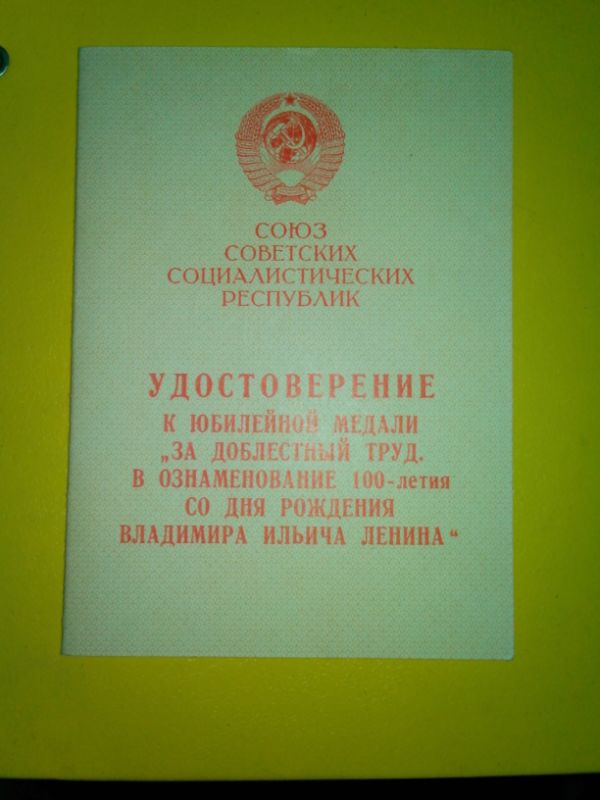 СОЮЗ
СОВЕТСКИХ
СОЦИАЛИСТИЧЕСКИХ
РЕСПУБЛИК
УДОСТОВЕРЕНИЕ
К ЮБИЛЕЙНОЙ МЕДАЛИ
„ЗА ДОБЛЕСТНЫЙ ТРУД.
В ОЗНАМЕНОВАНИЕ 100-летия
СО ДНЯ РОЖДЕНИЯ
ВЛАДИМИРА ИЛЬИЧА ЛЕНИНА“